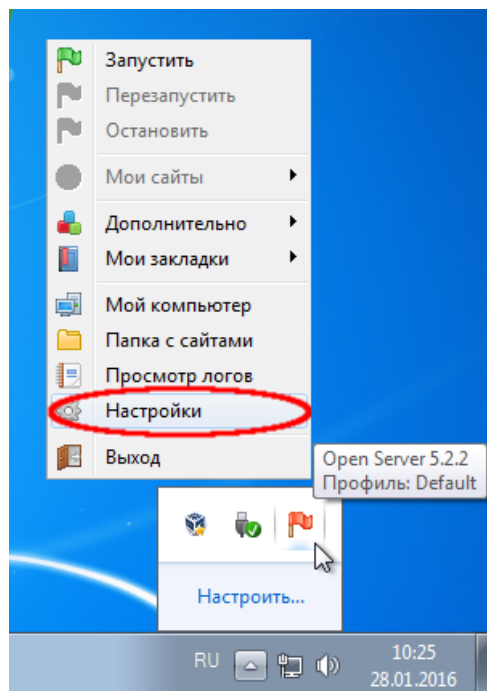 Запустить
Перезапустить
Остановить
Мои сайты
Дополнительно
Мои закладки
Мой компьютер
Папка с сайтами
Просмотр логов
Настройки
Выход
Open Server 5.2.2
Профиль: Default
Настроить...
RU
10:25
28.01.2016